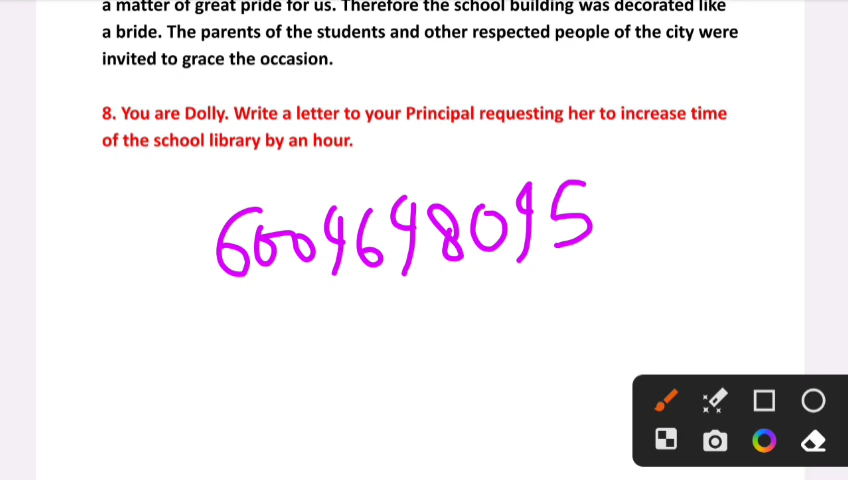 a matter of great pride for us. Therefore the school building was decorated like
a bride. The parents of the students and other respected people of the city were
invited to grace the occasion.
8. You are Dolly. Write a letter to your Principal requesting her to increase time
of the school library by an hour.
6009698095